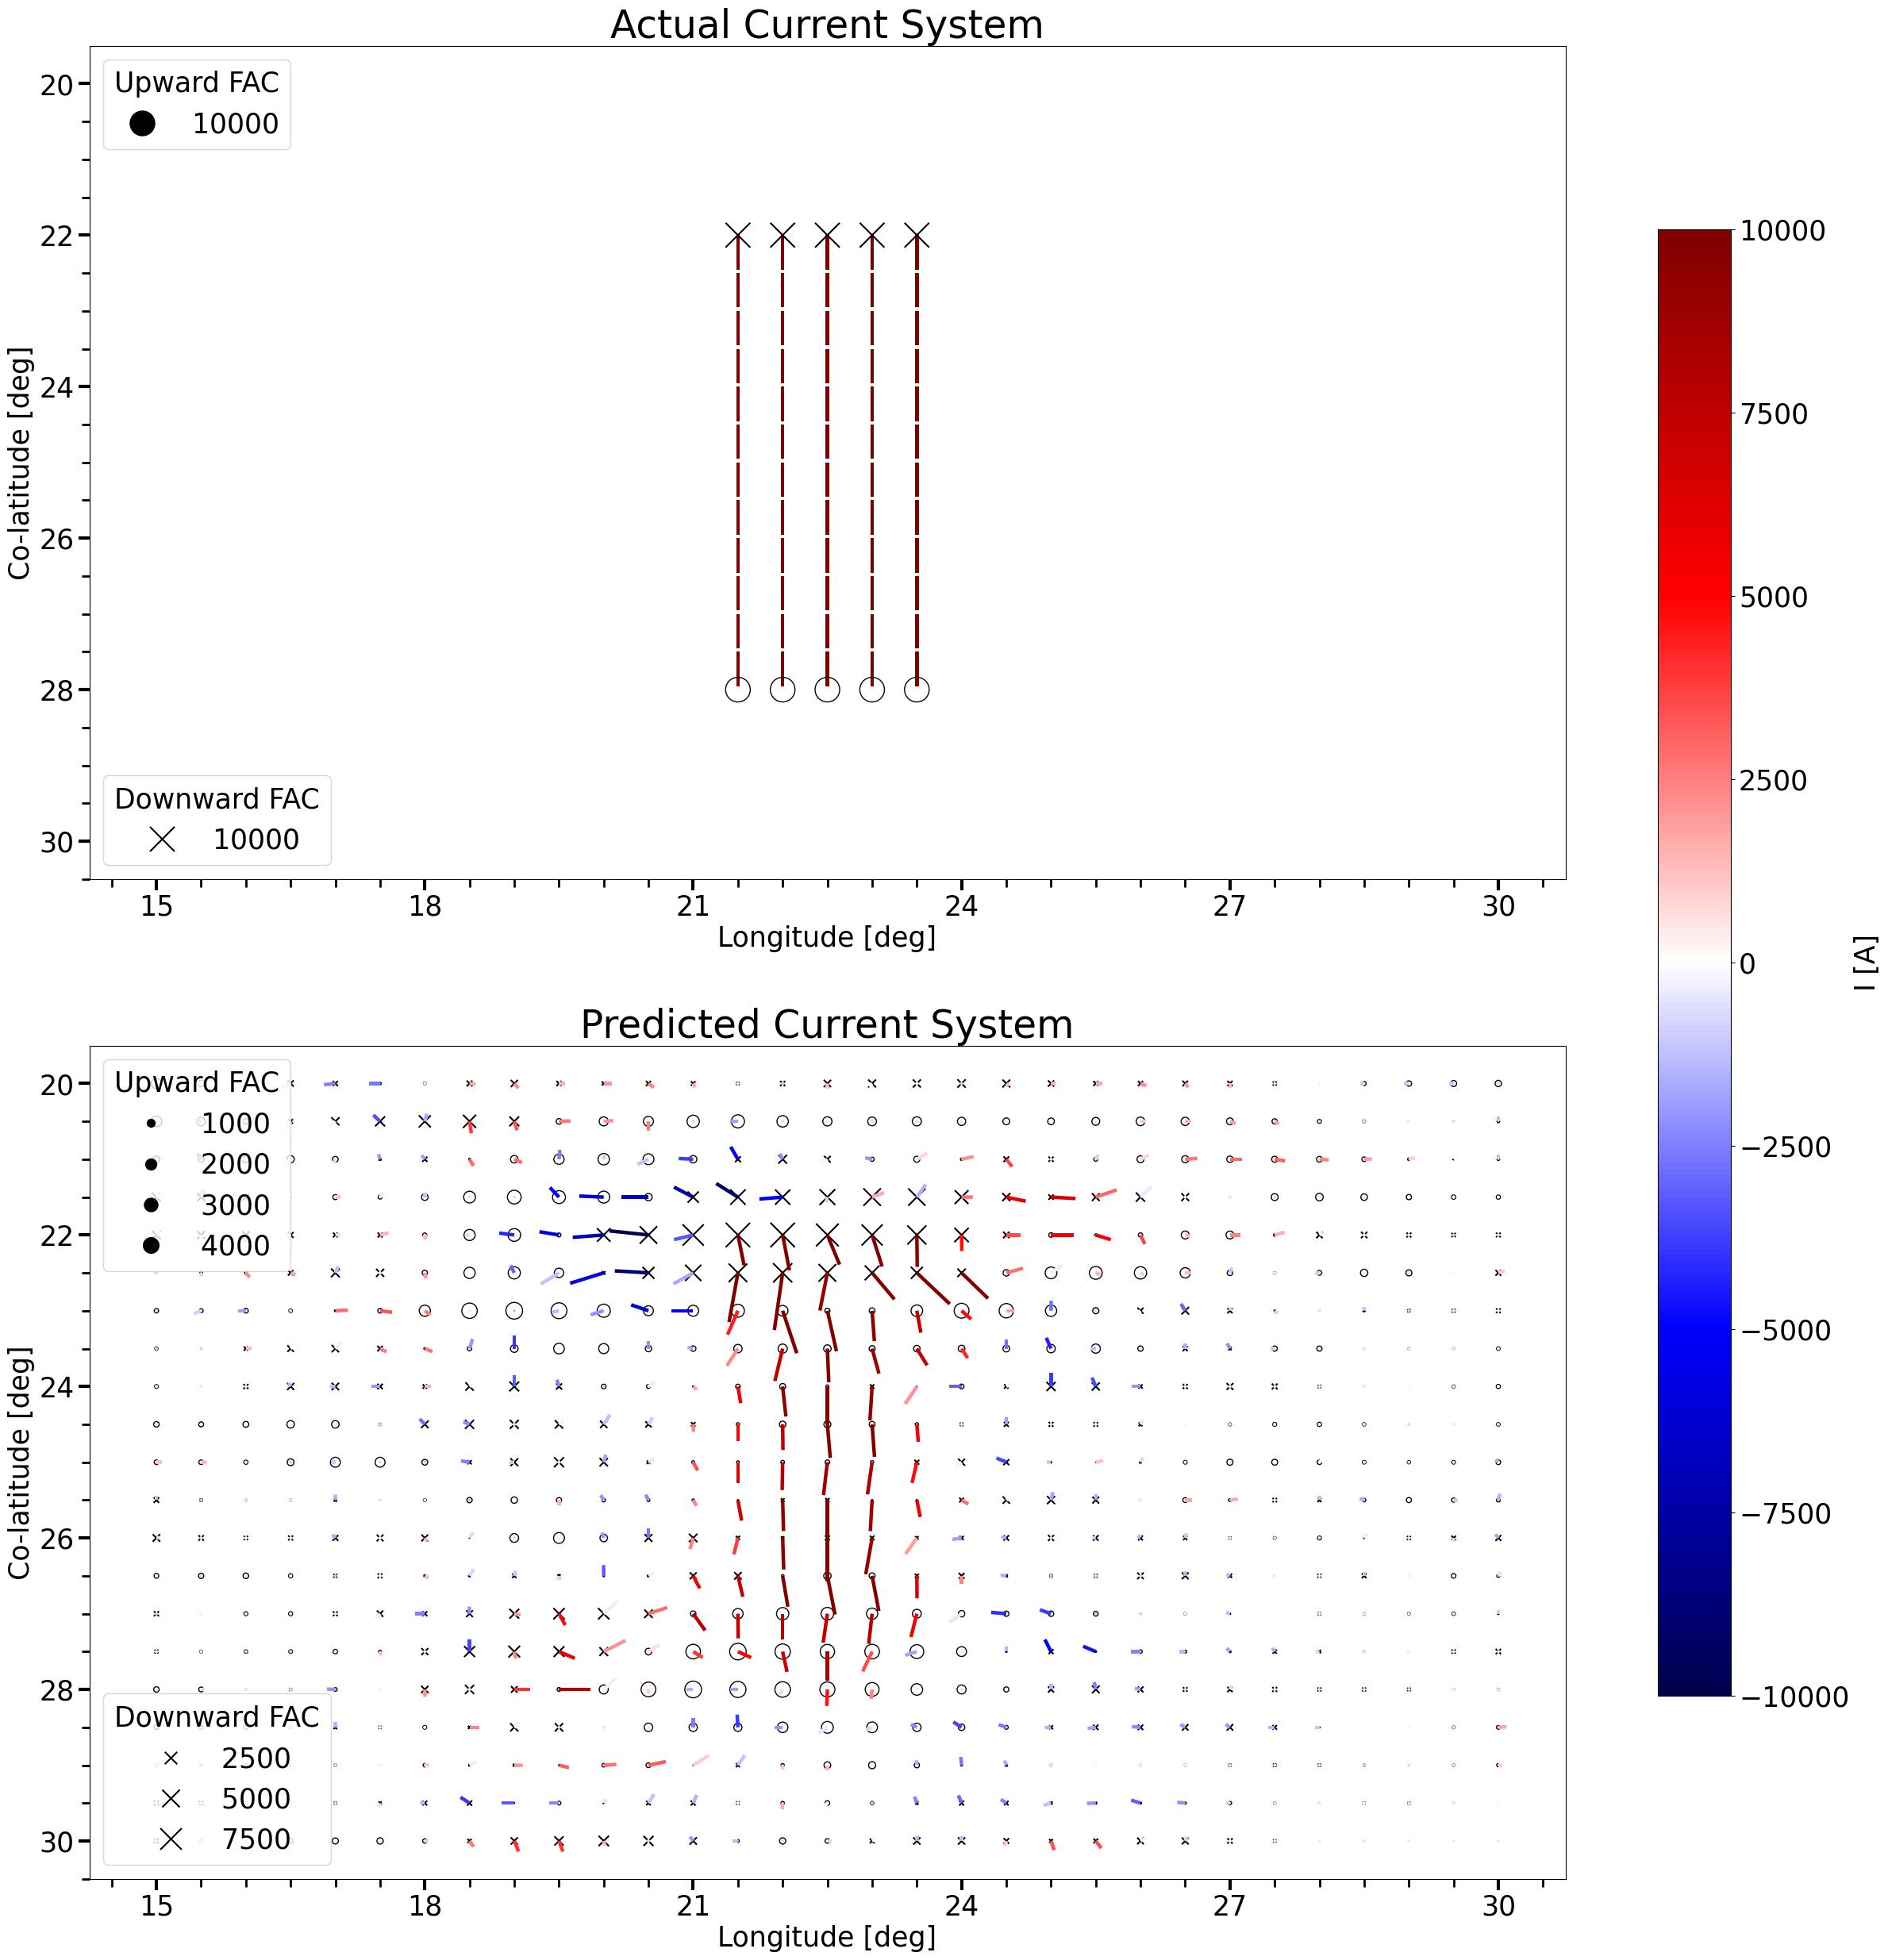 Actual Current System
Upward FAC
10000
20
22
24
26
28
30
Co-latitude [deg]
Downward FAC
10000
15 18 21 24 27 30
Longitude [deg]
10000
7500
5000
2500
0
−2500
−5000
−7500
−10000
I [A]
Predicted Current System
Upward FAC
1000
2000
3000
4000
20
22
24
26
28
30
Co-latitude [deg]
Downward FAC
2500
5000
7500
15 18 21 24 27 30
Longitude [deg]